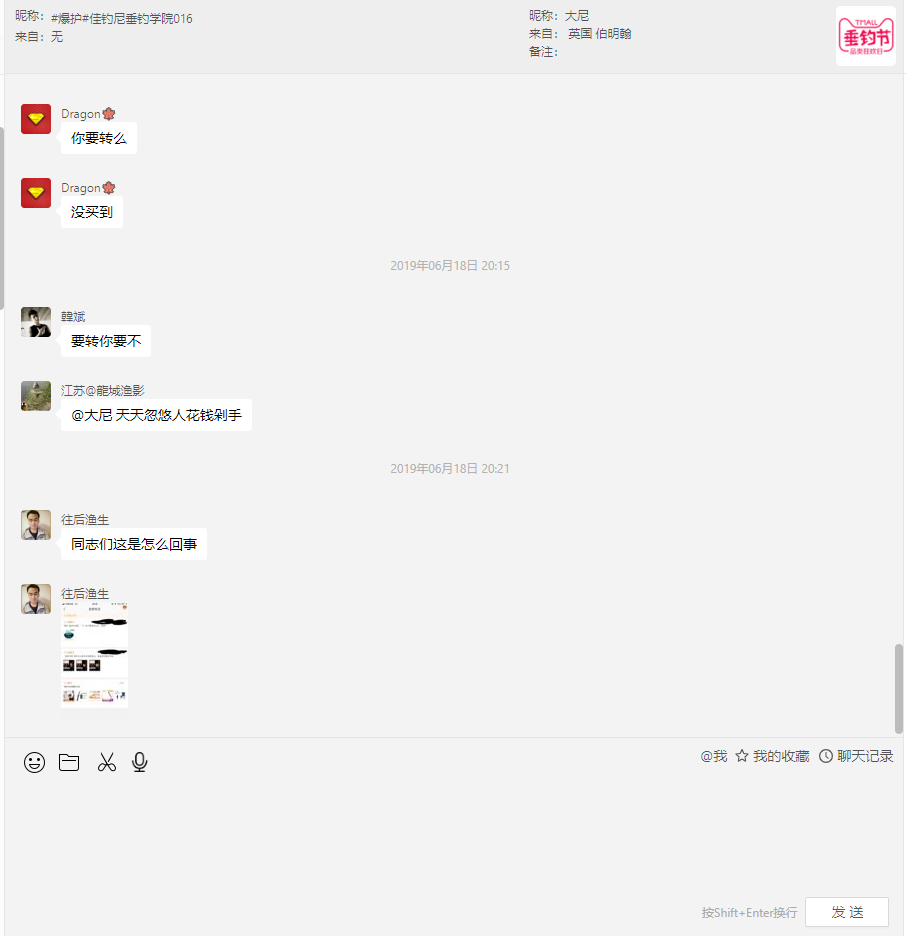 昵称：#爆护#佳钓尼垂钓学院016
来自：无
昵称：大尼
来自：英国 伯明翰
备注：
TMALL
垂钓节
品类狂欢日
Dragon
你要转么
Dragon
没买到
2019年06月18日 20:15
韓斌
要转你要不
江苏@龍城渔影
@大尼 天天忽悠人花钱剁手
2019年06月18日 20:21
往后渔生
同志们这是怎么回事
往后渔生
@我 我的收藏 聊天记录
按Shift+Enter换行
发 送